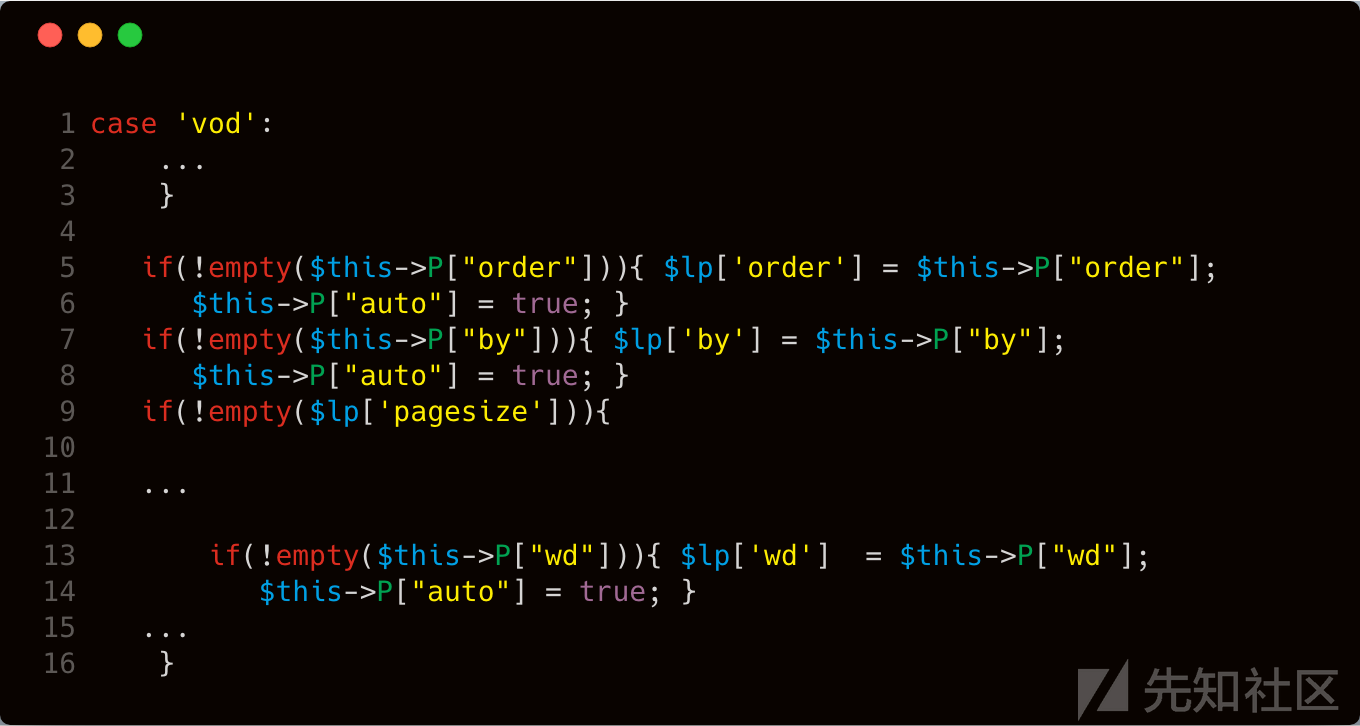 1 case 'vod':
2     ...
3     }
4
5    if(!empty($this->P["order"])){ $lp['order'] = $this->P["order"];
6       $this->P["auto"] = true; }
7    if(!empty($this->P["by"])){ $lp['by'] = $this->P["by"];
8       $this->P["auto"] = true; }
9    if(!empty($lp['pagesize'])){
10
11    ...
12
13        if(!empty($this->P["wd"])){ $lp['wd']  = $this->P["wd"];
14           $this->P["auto"] = true; }
15    ...
16     }
先知社区